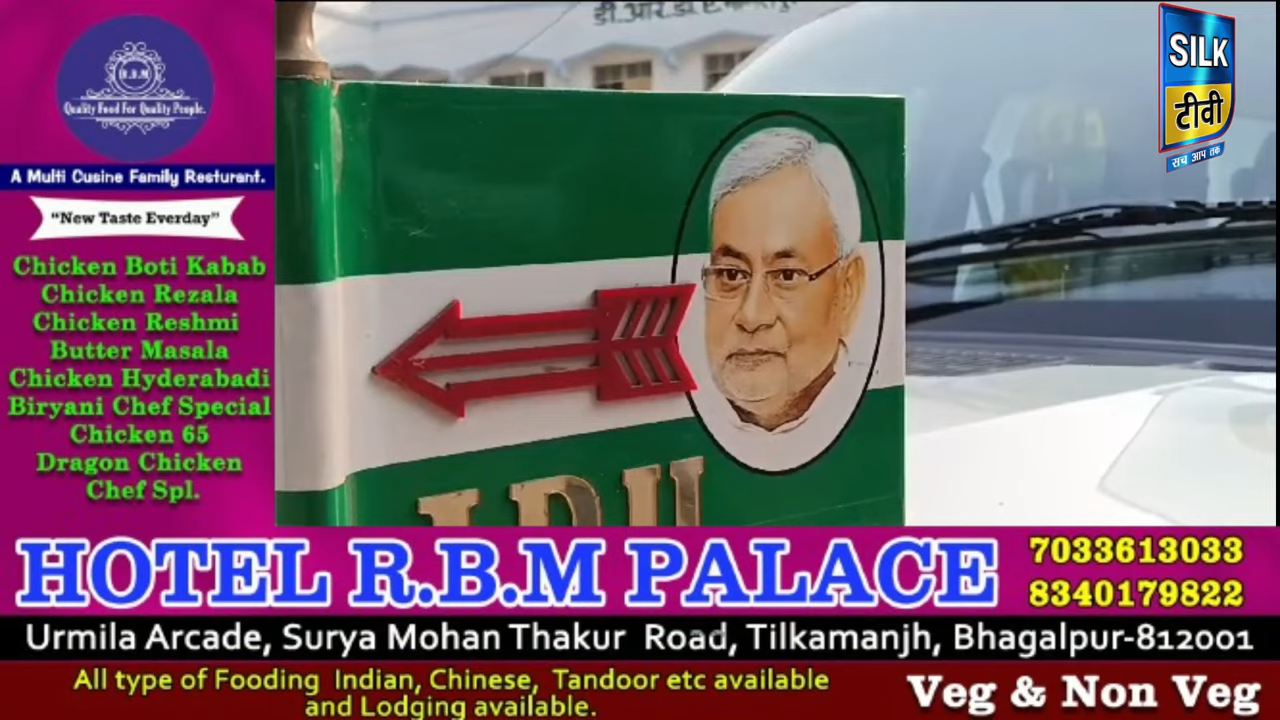 R.B.M
Quality Food For Quality People.
A Multi Cusine Family Resturant.
"New Taste Everday"
Chicken Boti Kabab
Chicken Rezala
Chicken Reshmi
Butter Masala
Chicken Hyderabadi
Biryani Chef Special
Chicken 65
Dragon Chicken
Chef Spl.
SILK
टीवी
सच आप तक
JDU
HOTEL R.B.M PALACE
7033613033
8340179822
Urmila Arcade, Surya Mohan Thakur Road, Tilkamanjh, Bhagalpur-812001
All type of Fooding Indian, Chinese, Tandoor etc available
and Lodging available.
Veg & Non Veg